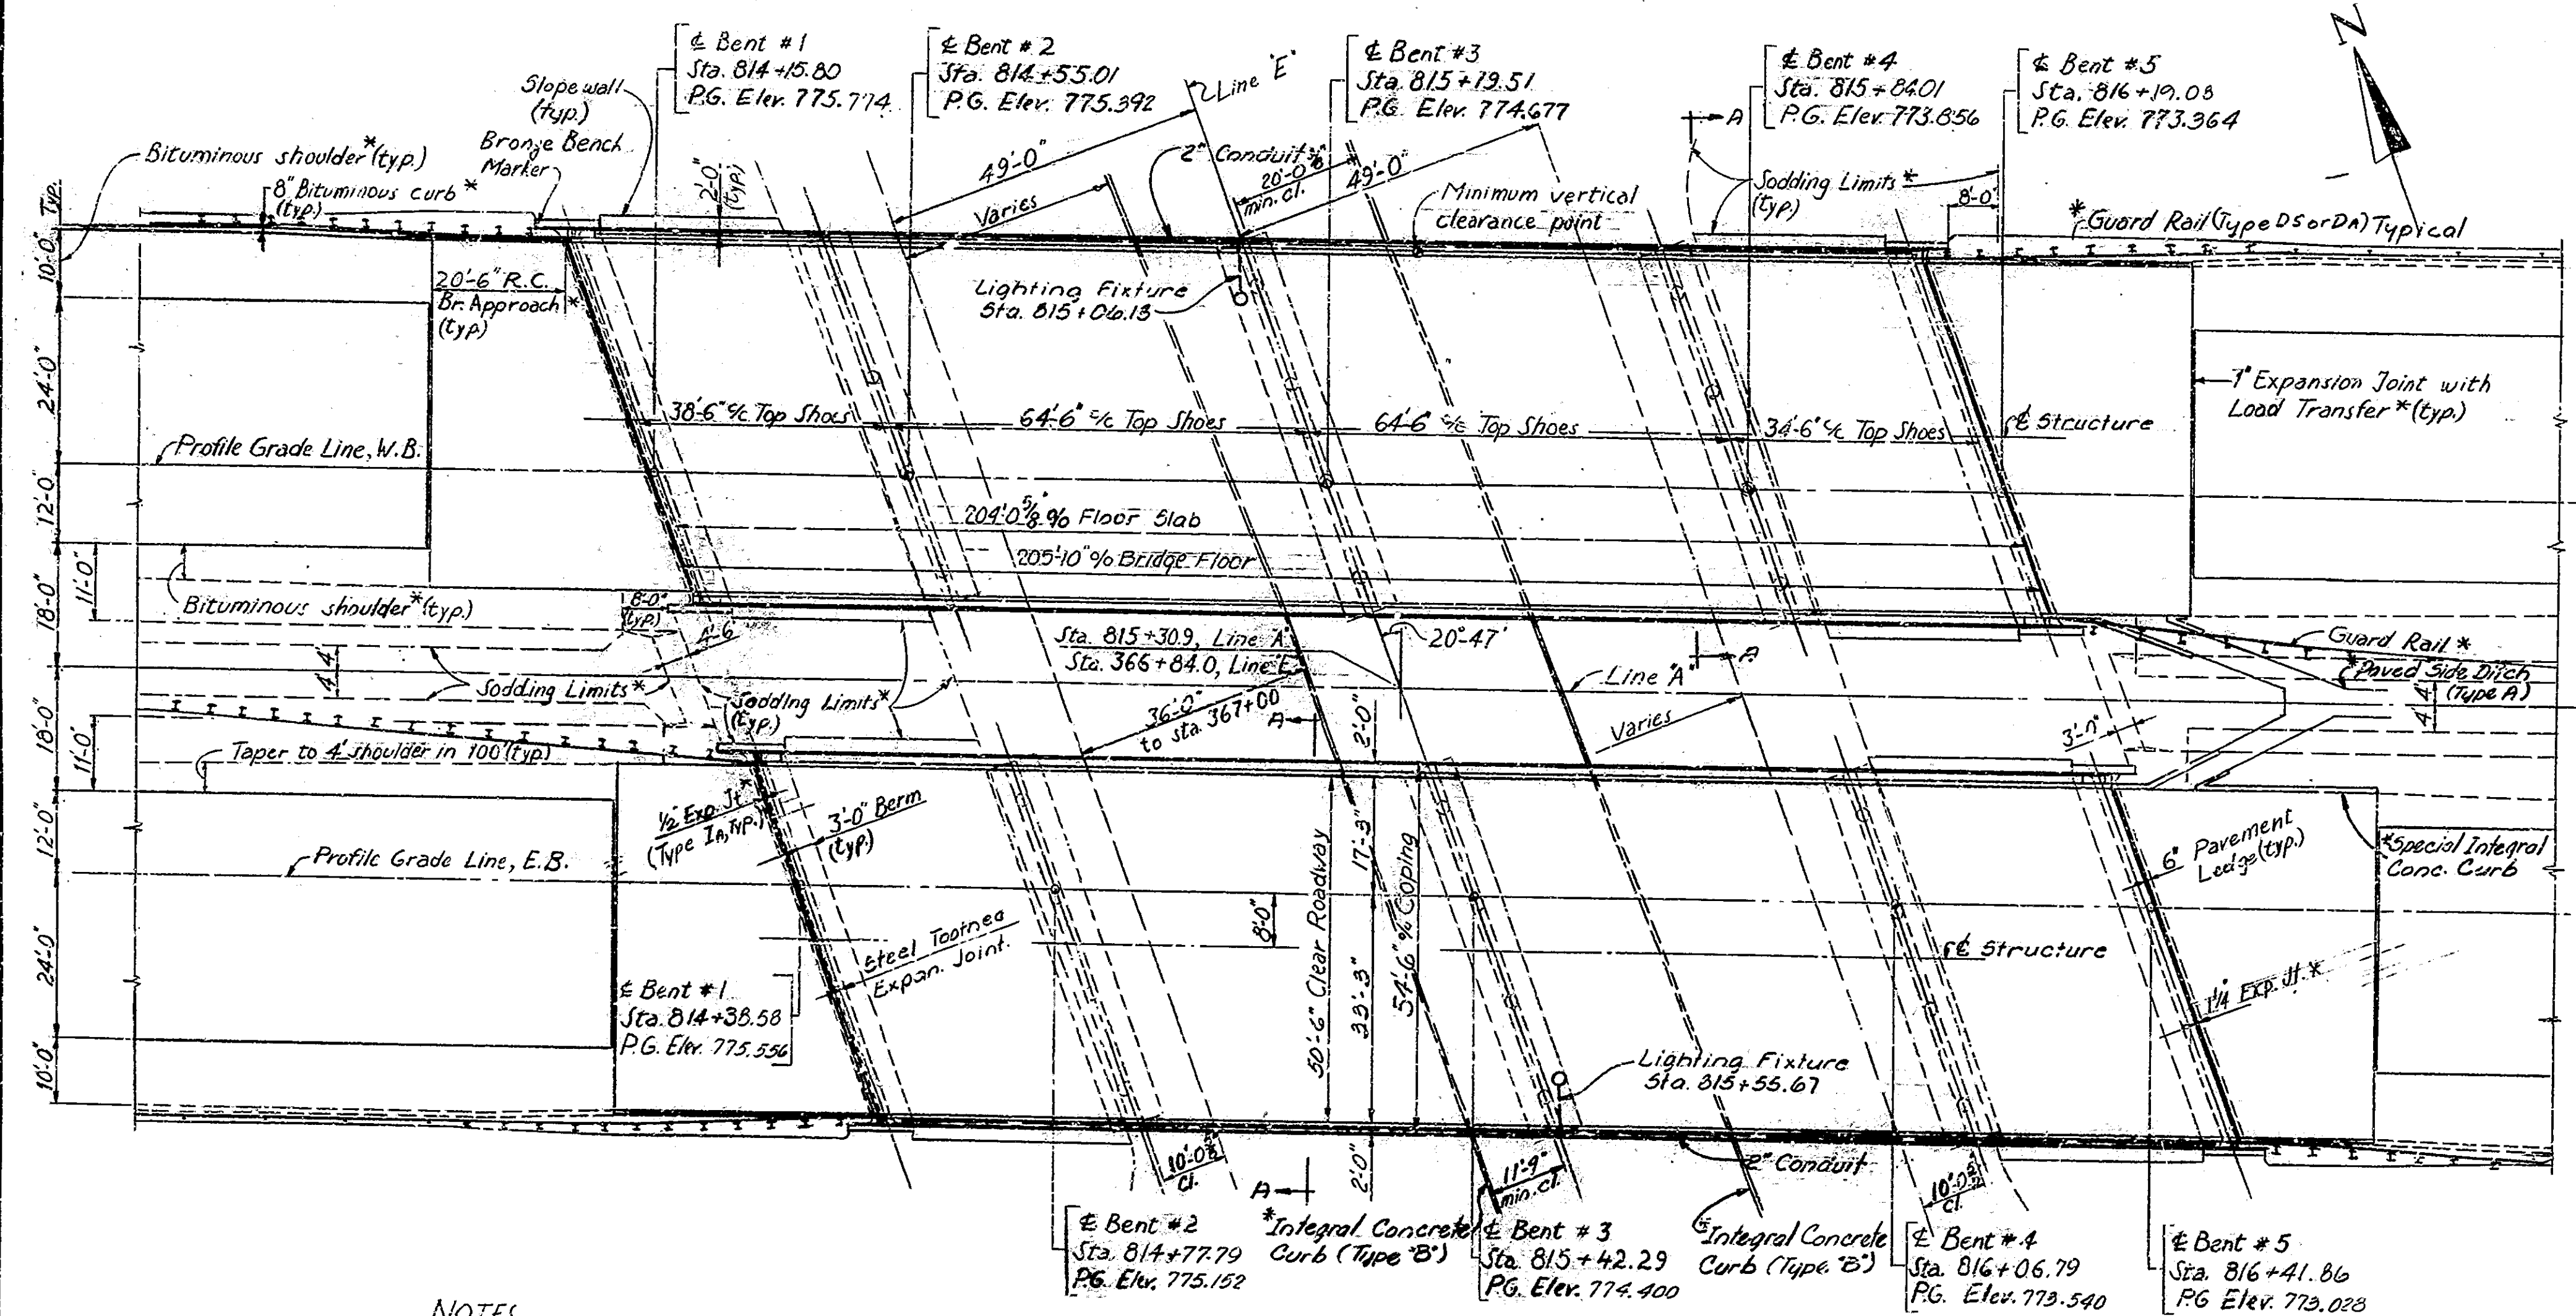 ℄ Bent #1
Sta. 814+15.80
P.G. Elev. 775.774
℄ Bent #2
Sta. 814+55.01
P.G. Elev. 775.392
Line "E"
℄ Bent #3
Sta. 815+19.51
P.G. Elev. 774.677
℄ Bent #4
Sta. 815+84.01
P.G. Elev. 773.856
℄ Bent #5
Sta. 816+19.08
P.G. Elev. 773.364
N
Slope wall
(typ.)
Bronze Bench
Marker
Bituminous shoulder*(typ.)
8" Bituminous curb*
(typ.)
2'-0"
(typ.)
49'-0"
Varies
2" Conduit
20'-0 5/8"
min. cl.
49'-0"
Minimum vertical
clearance point
A
Sodding Limits*
(typ.)
8'-0"
*Guard Rail (Type DS or DA) Typical
Typ.
10'-0"
24'-0"
12'-0"
18'-0"
11'-0"
18'-0"
11'-0"
12'-0"
24'-0"
10'-0"
20'-6" R.C.
Br. Approach*
(typ)
Lighting Fixture
Sta. 815+06.13
1" Expansion Joint with
Load Transfer*(typ.)
38'-6" c/c Top Shoes
64'-6" c/c Top Shoes
64'-6" c/c Top Shoes
34'-6" c/c Top Shoes
℄ Structure
Profile Grade Line, W.B.
204'-0 5/8" o/o Floor Slab
205'-10" o/o Bridge Floor
Bituminous shoulder*(typ.)
8'-0"
(typ.)
4'-6"
Sta. 815+30.9, Line "A"
Sta. 366+84.0, Line "E"
20°-47'
A
Guard Rail*
*Paved Side Ditch
(Type A)
4'
4'
Sodding Limits*
Sodding Limits*
(typ.)
36'-0"
to sta. 367+00
A
2'-0"
Line "A"
Varies
3'-0"
4'
4'
Taper to 4' shoulder in 100'(typ.)
1/2" Exp. Jt*
(Type IA, Typ.)
3'-0" Berm
(typ.)
Profile Grade Line, E.B.
Steel Toothed
Expan. Joint.
8'-0"
50'-6" Clear Roadway
17'-3"
33'-3"
54'-6" o/o Coping
6" Pavement
Ledge (typ.)
*Special Integral
Conc. Curb
℄ Structure
1 1/4" Exp. Jt.*
℄ Bent #1
Sta. 814+38.58
P.G. Elev. 775.556
Lighting Fixture
Sta. 815+55.67
10'-0 5/8"
cl.
A
2'-0"
11'-9"
min. cl.
2" Conduit
cl.
℄ Bent #2
Sta. 814+77.79
P.G. Elev. 775.152
*Integral Concrete
Curb (Type "B")
℄ Bent #3
Sta 815+42.29
P.G. Elev. 774.400
*Integral Concrete
Curb (Type "B")
℄ Bent #4
Sta. 816+06.79
P.G. Elev. 773.540
℄ Bent #5
Sta. 816+41.86
P.G Elev. 773.028
NOTES